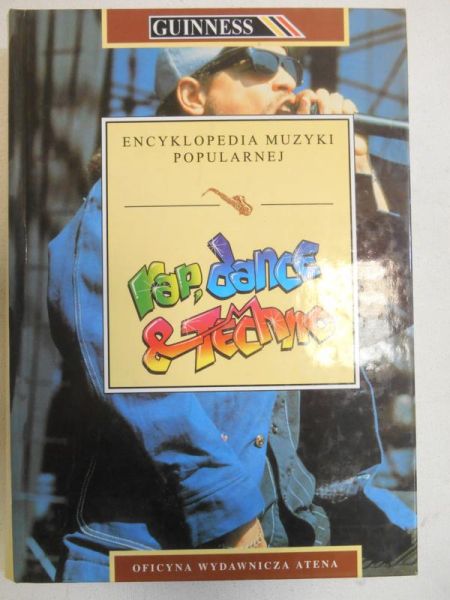 GUINNESS
ENCYKLOPEDIA MUZYKI
POPULARNEJ
rap, dance
& Techno
OFICYNA WYDAWNICZA ATENA